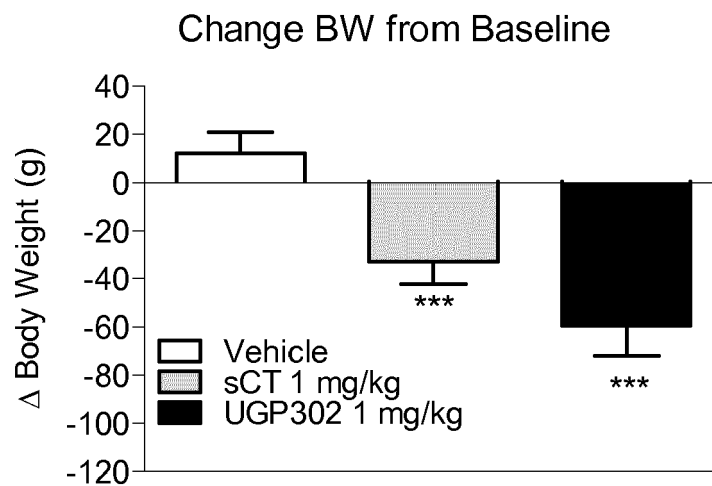 Change BW from Baseline
Δ Body Weight (g)
40
20
0
-20
-40
-60
-80
-100
-120
***
***
Vehicle
sCT 1 mg/kg
UGP302 1 mg/kg